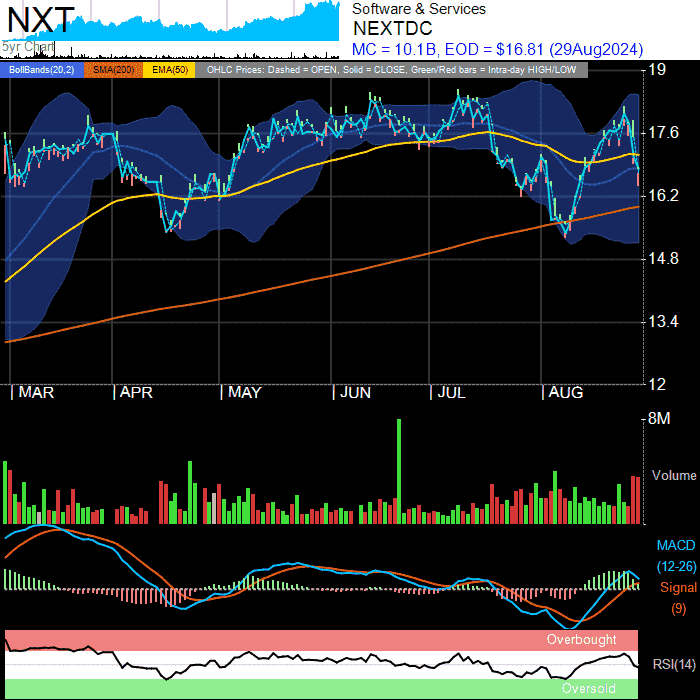 NXT
5yr Chart
Software & Services
NEXTDC
MC = 10.1B, EOD = $16.81 (29Aug2024)
BollBands(20,2) SMA(200) EMA(50) OHLC Prices: Dashed = OPEN, Solid = CLOSE, Green/Red bars = Intra-day HIGH/LOW
19
17.6
16.2
14.8
13.4
12
MAR APR MAY JUN JUL AUG
8M
Volume
MACD
(12-26)
Signal
(9)
Overbought
RSI(14)
Oversold